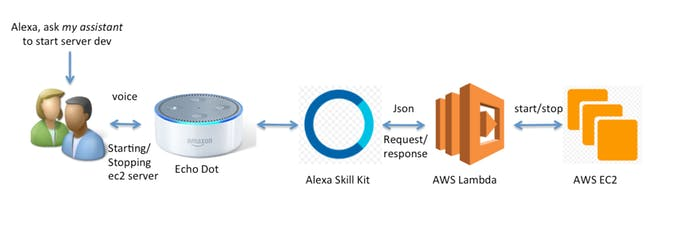 Alexa, ask my assistant
to start server dev
voice
Starting/
Stopping
ec2 server
amazon
Echo Dot
Alexa Skill Kit
Json
Request/
response
AWS Lambda
start/stop
AWS EC2